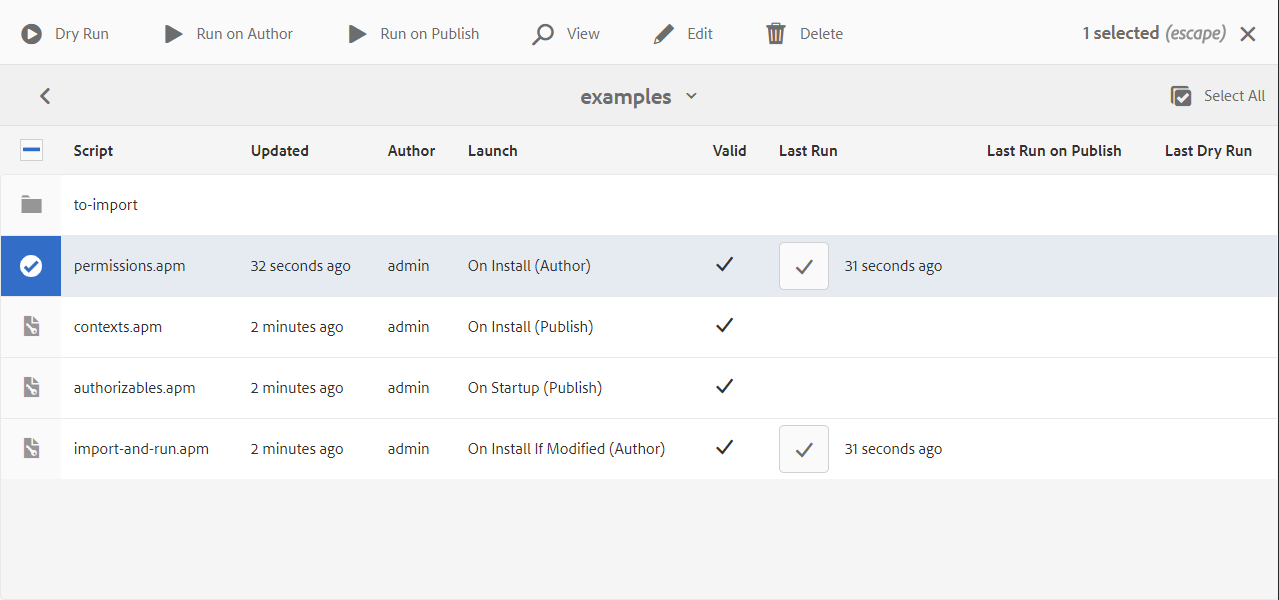 Dry Run Run on Author Run on Publish View Edit Delete 1 selected (escape)
examples Select All
Script Updated Author Launch Valid Last Run Last Run on Publish Last Dry Run
to-import
permissions.apm 32 seconds ago admin On Install (Author) 31 seconds ago
contexts.apm 2 minutes ago admin On Install (Publish)
authorizables.apm 2 minutes ago admin On Startup (Publish)
import-and-run.apm 2 minutes ago admin On Install If Modified (Author) 31 seconds ago